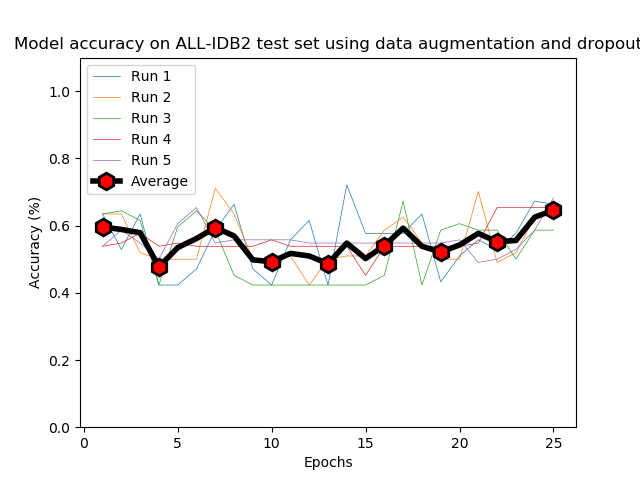 Model accuracy on ALL-IDB2 test set using data augmentation and dropout
1.0
0.8
0.6
0.4
0.2
0.0
Accuracy (%)
Run 1
Run 2
Run 3
Run 4
Run 5
Average
0 5 10 15 20 25
Epochs